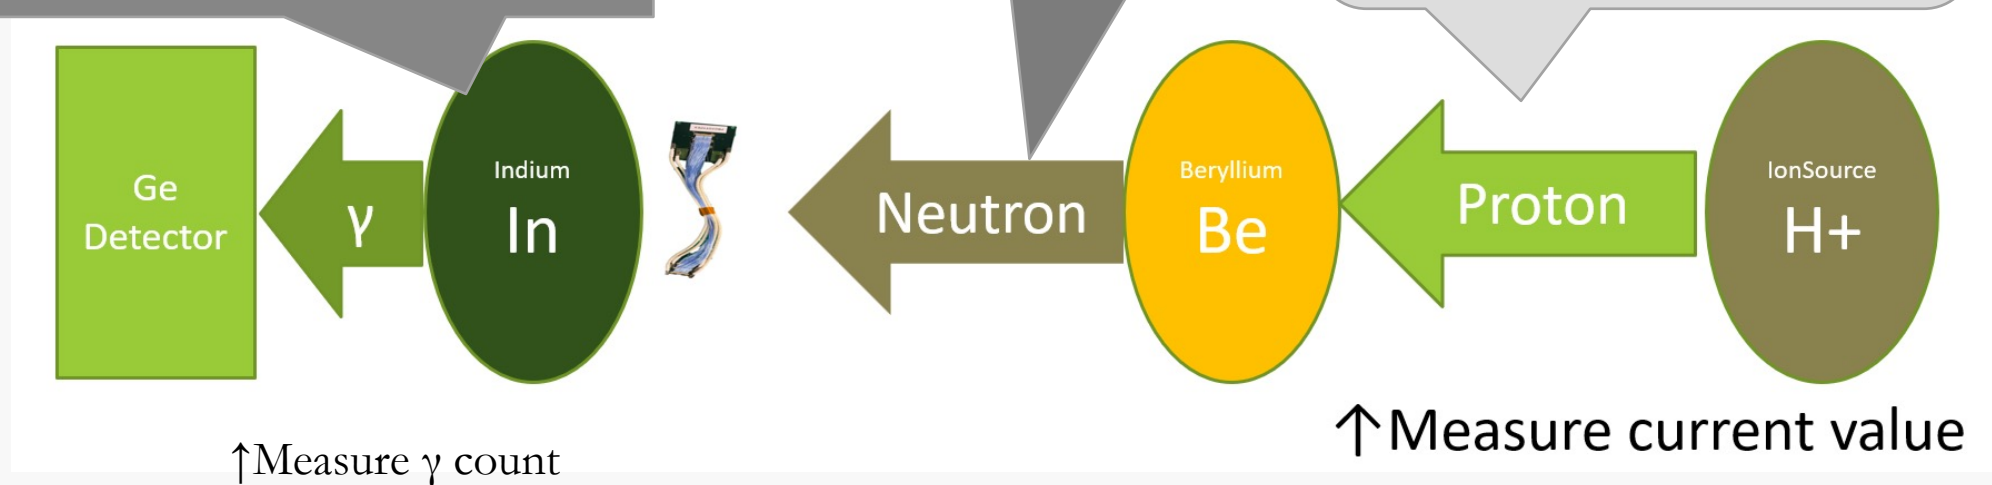 Ge
Detector
γ
Indium
In
Neutron
Beryllium
Be
Proton
IonSource
H+
↑Measure γ count
↑Measure current value